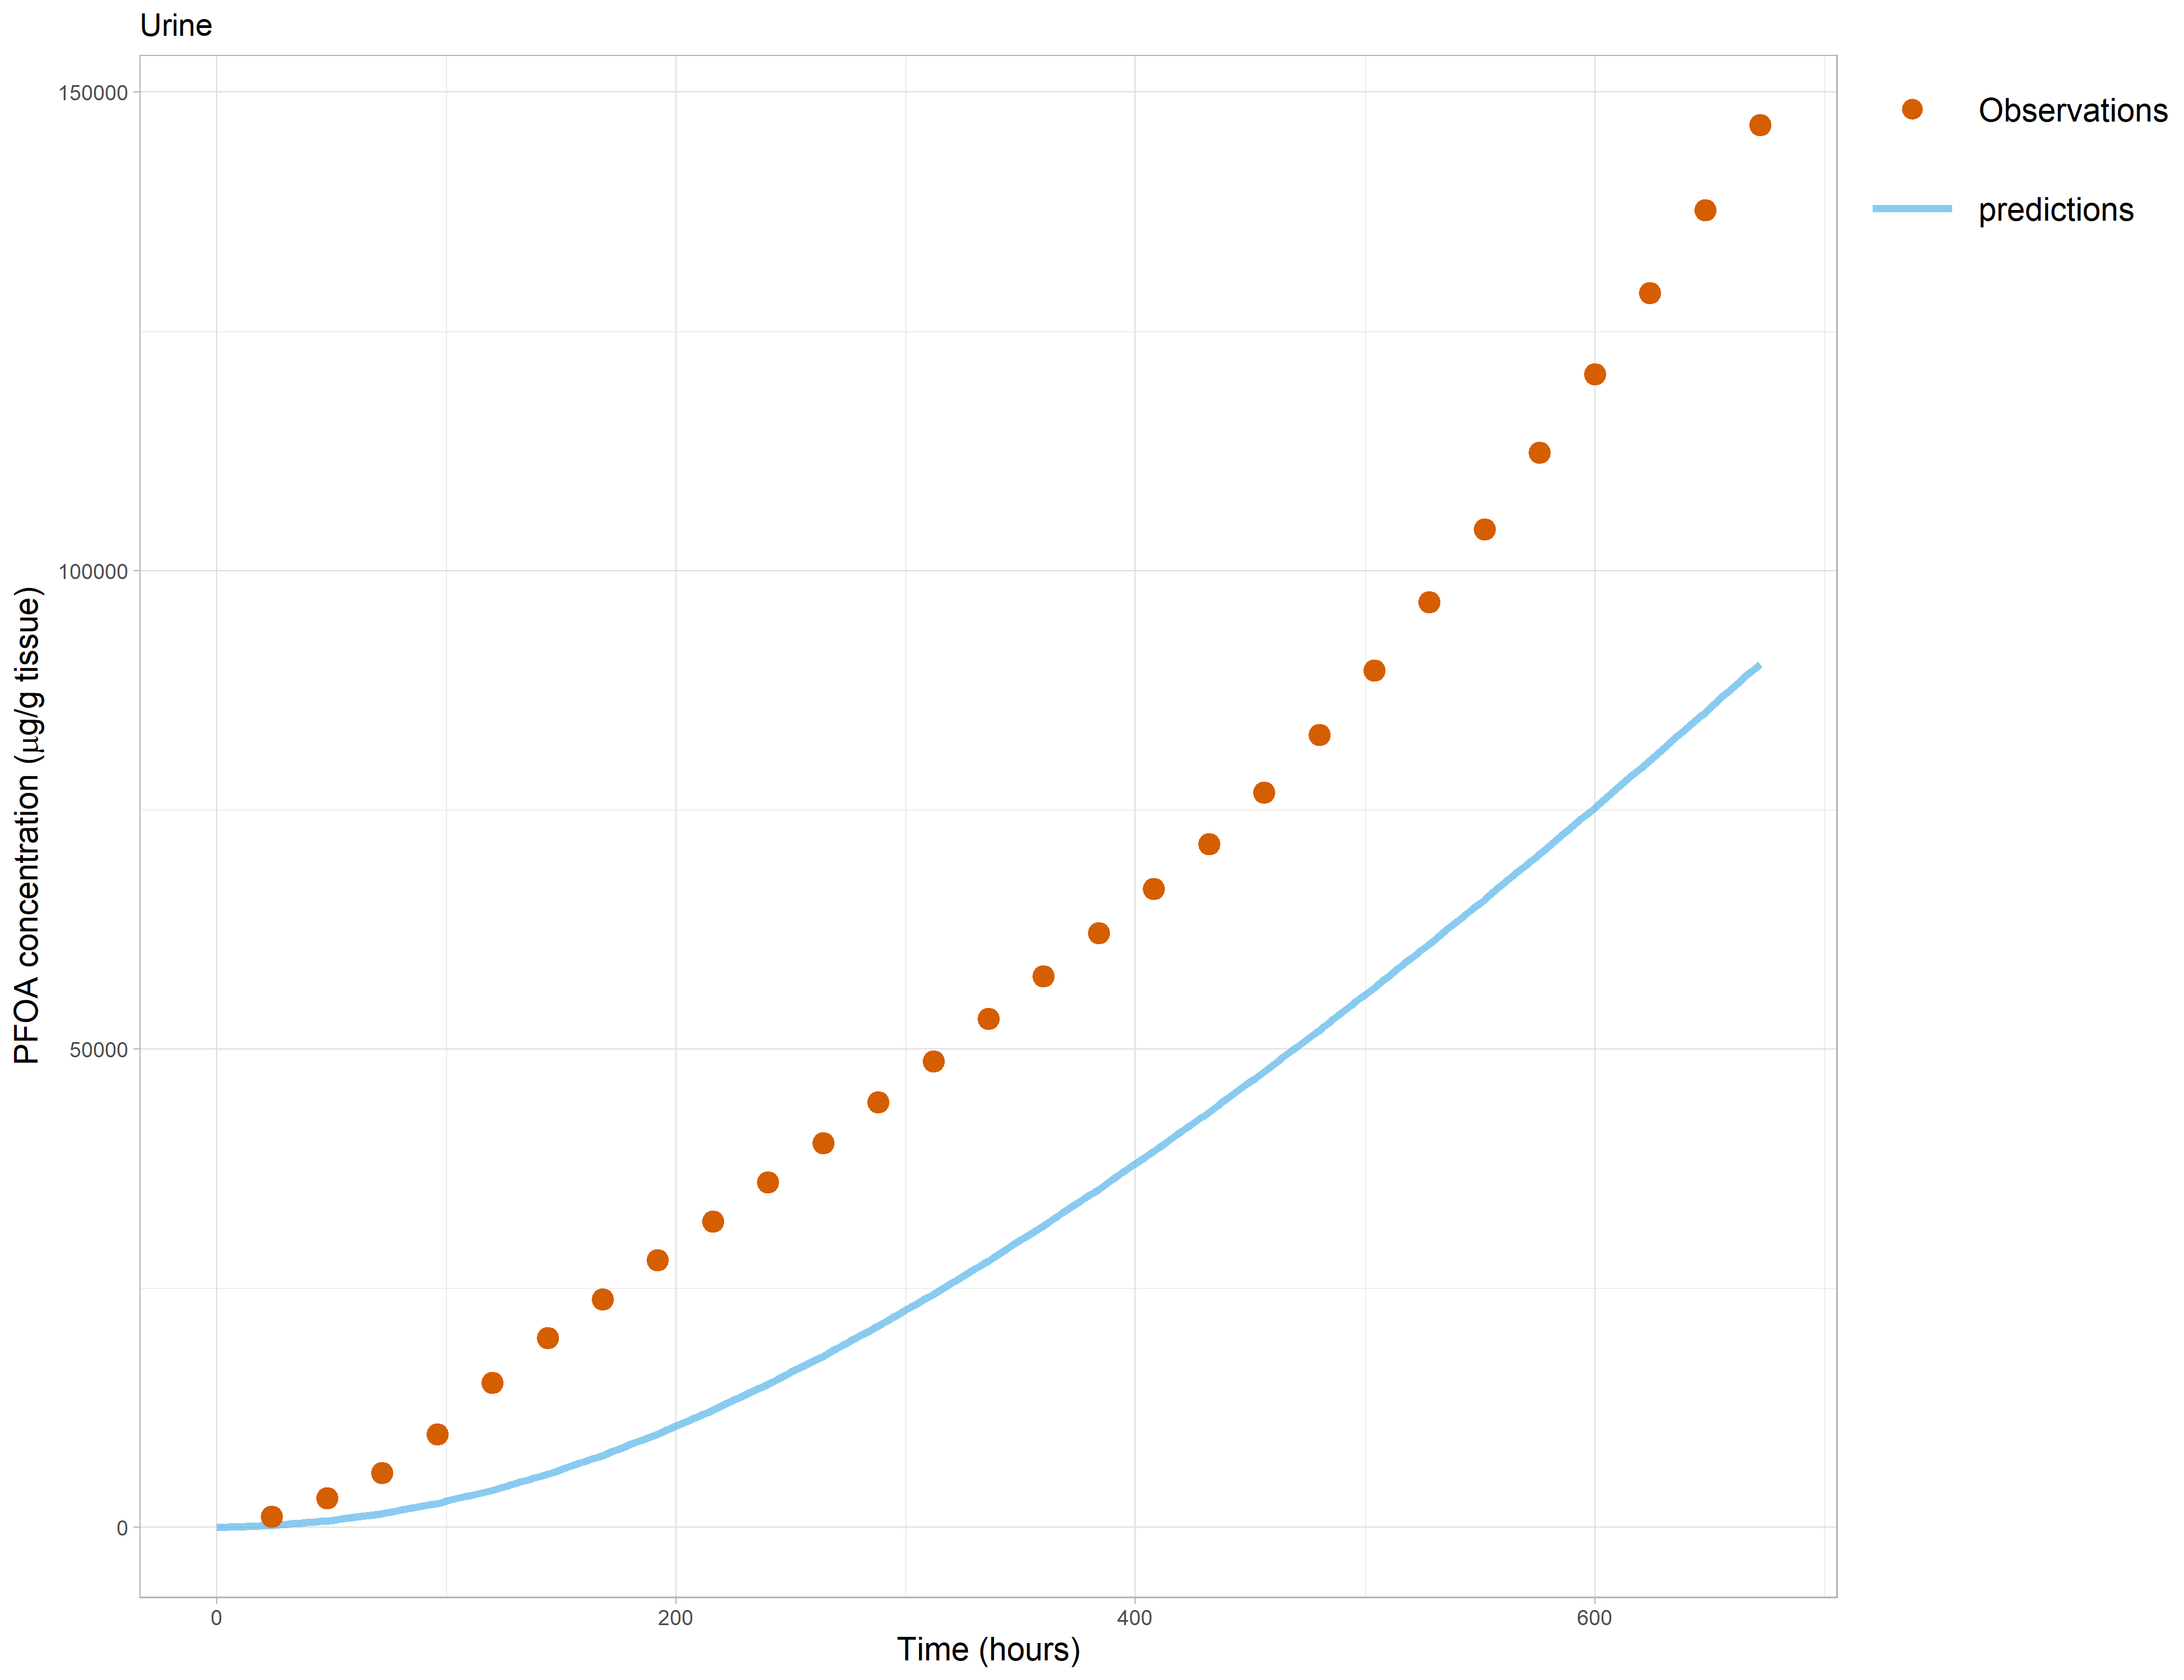 Urine
150000
100000
50000
0
PFOA concentration (μg/g tissue)
0 200 400 600
Time (hours)
Observations
predictions